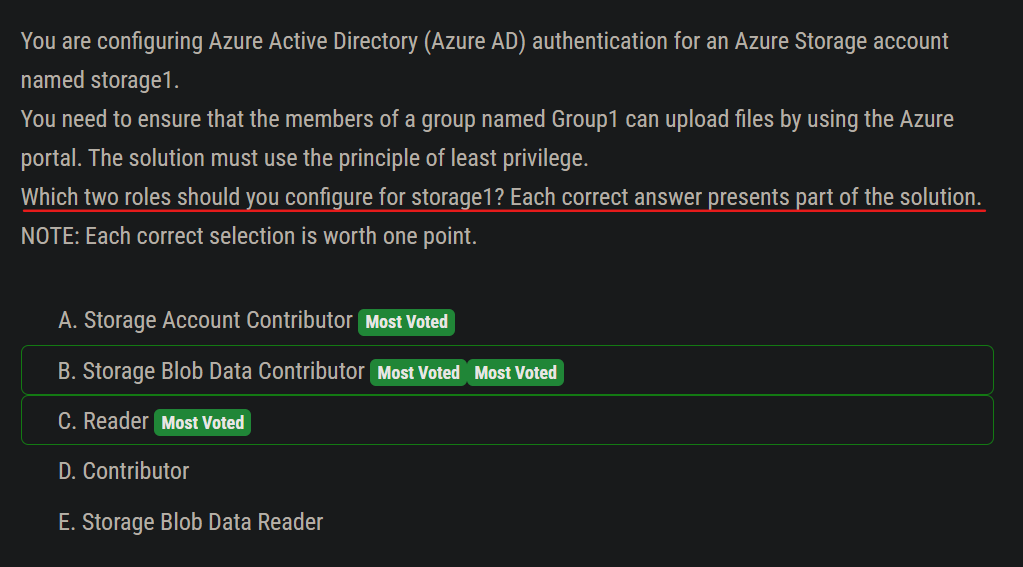 You are configuring Azure Active Directory (Azure AD) authentication for an Azure Storage account
named storage1.
You need to ensure that the members of a group named Group1 can upload files by using the Azure
portal. The solution must use the principle of least privilege.
Which two roles should you configure for storage1? Each correct answer presents part of the solution.
NOTE: Each correct selection is worth one point.
A. Storage Account Contributor Most Voted
B. Storage Blob Data Contributor Most Voted Most Voted
C. Reader Most Voted
D. Contributor
E. Storage Blob Data Reader